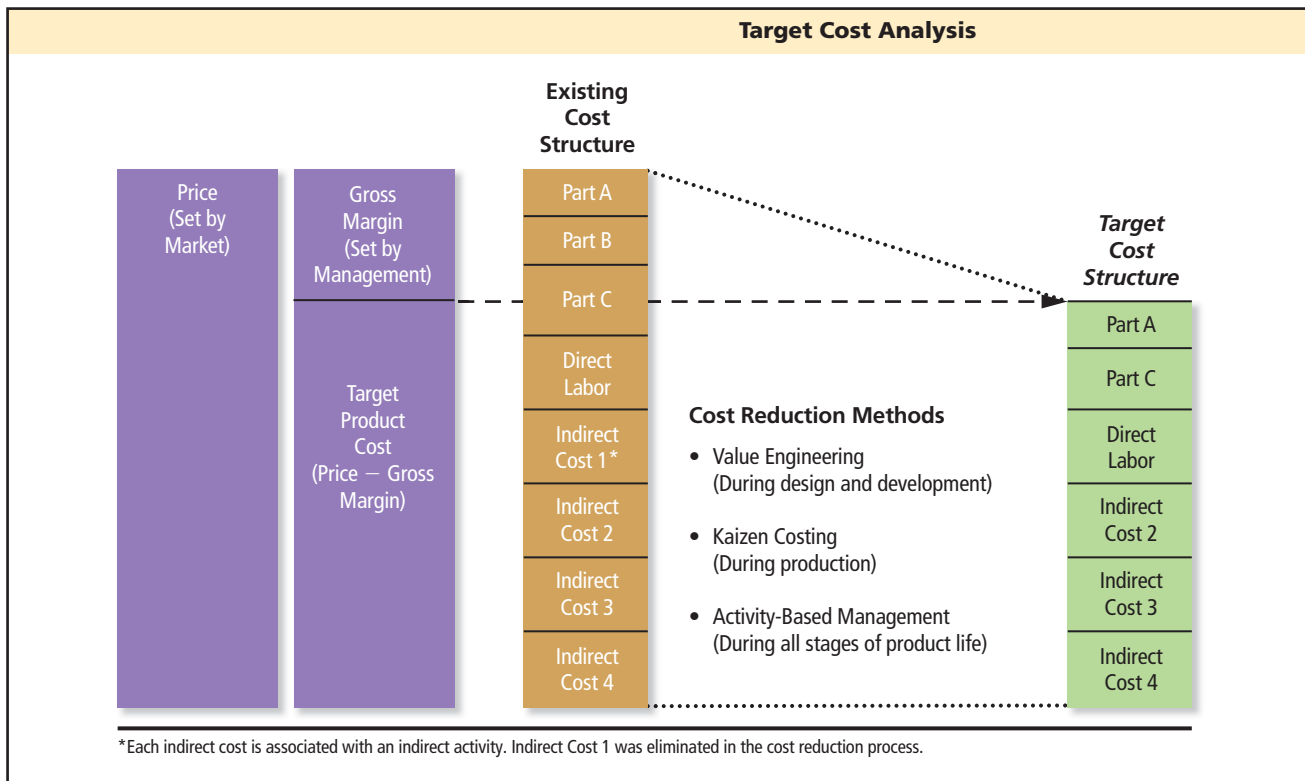 Target Cost Analysis
Price
(Set by
Market)
Gross
Margin
(Set by
Management)
Target
Product
Cost
(Price − Gross
Margin)
Existing
Cost
Structure
Part A
Part B
Part C
Direct
Labor
Indirect
Cost 1*
Indirect
Cost 2
Indirect
Cost 3
Indirect
Cost 4
Cost Reduction Methods
• Value Engineering
(During design and development)
• Kaizen Costing
(During production)
• Activity-Based Management
(During all stages of product life)
Target
Cost
Structure
Part A
Part C
Direct
Labor
Indirect
Cost 2
Indirect
Cost 3
Indirect
Cost 4
*Each indirect cost is associated with an indirect activity. Indirect Cost 1 was eliminated in the cost reduction process.